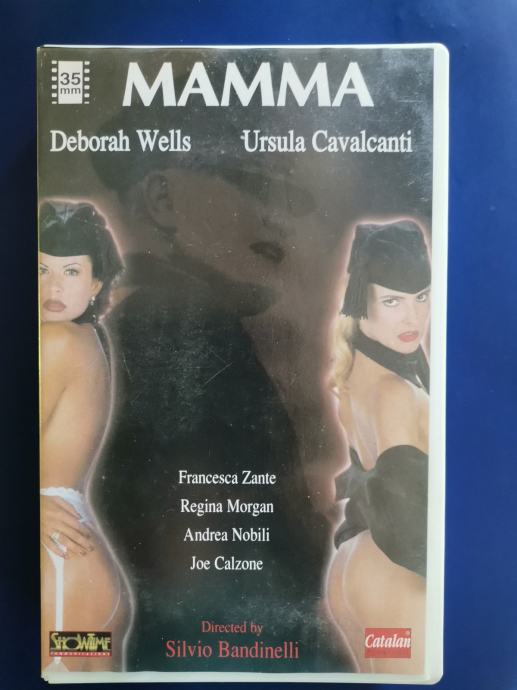 35
mm
MAMMA
Deborah Wells Ursula Cavalcanti
Francesca Zante
Regina Morgan
Andrea Nobili
Joe Calzone
Directed by
Silvio Bandinelli
SHOWTIME
Catalan